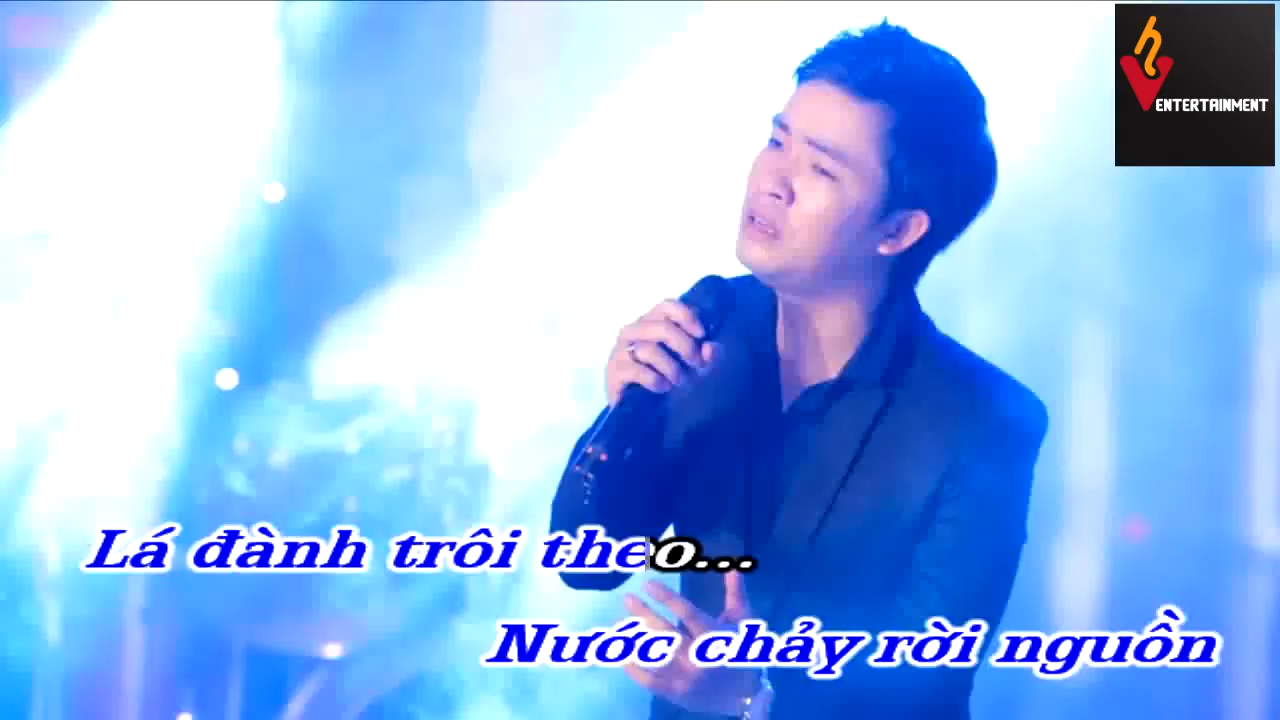 ENTERTAINMENT
Lá đành trôi theo...
Nước chảy rời nguồn